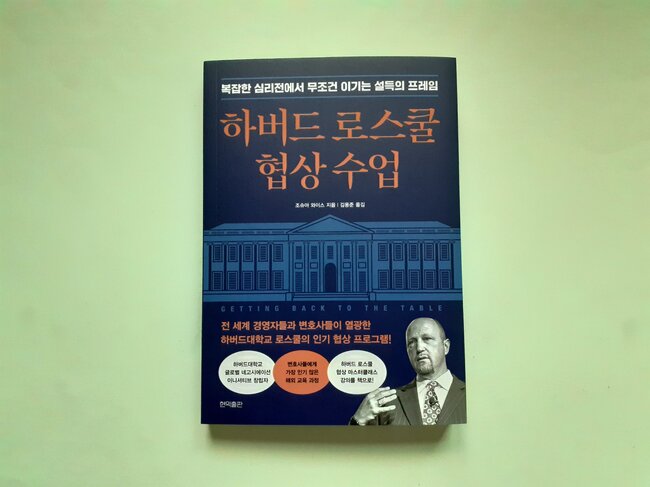 복잡한 심리전에서 무조건 이기는 설득의 프레임
하버드 로스쿨
협상 수업
조슈아 와이스 지음 | 김용준 옮김
GETTING BACK TO THE TABLE
전 세계 경영자들과 변호사들이 열광한
하버드대학교 로스쿨의 인기 협상 프로그램!
하버드대학교
글로벌 네고시에이션
이니셔티브 창립자
변호사들에게
가장 인기 많은
해외 교육 과정
하버드 로스쿨
협상 마스터클래스
강의를 책으로!
현익출판